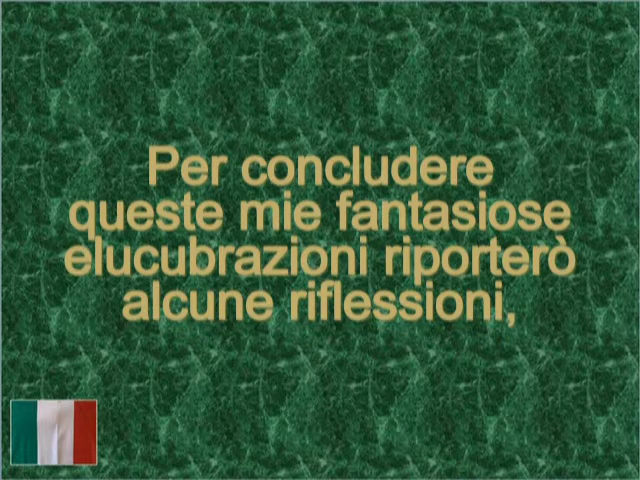 Per concludere
queste mie fantasiose
elucubrazioni riporterò
alcune riflessioni,